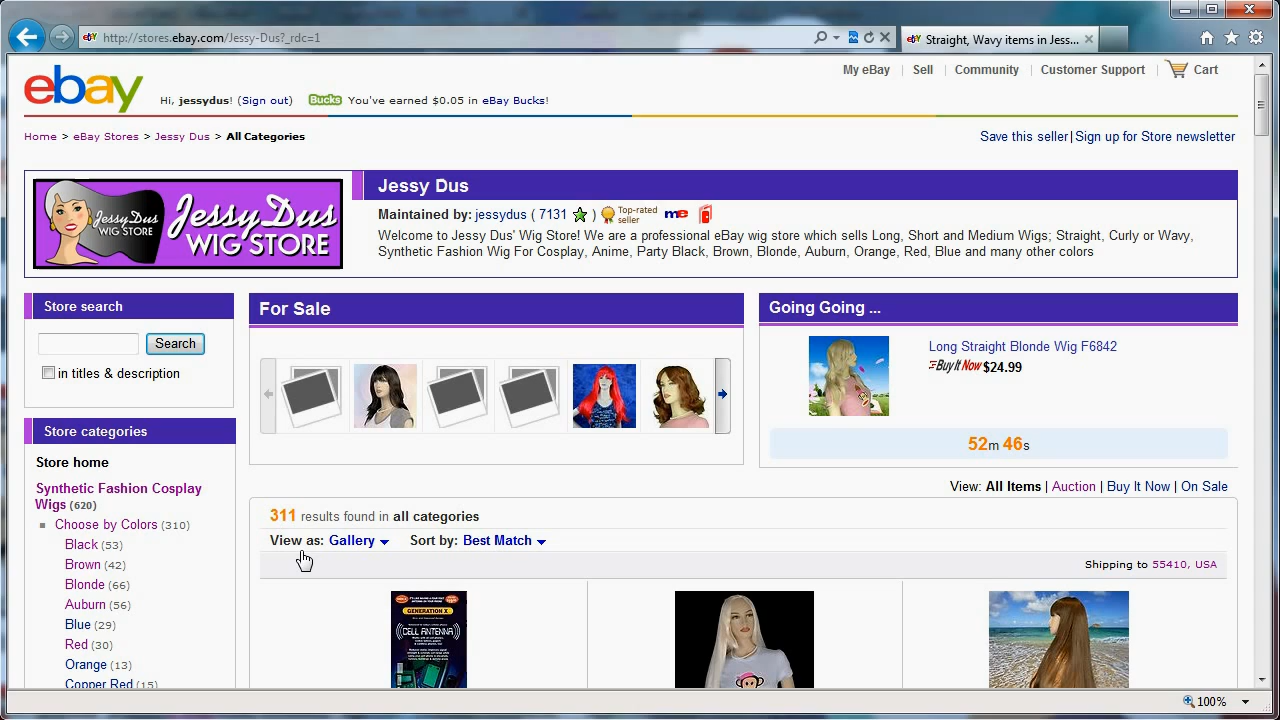 http://stores.ebay.com/Jessy-Dus?_rdc=1
Straight, Wavy items in Jess...
My eBay | Sell | Community | Customer Support | Cart
ebay
Hi, jessydus! (Sign out) Bucks You've earned $0.05 in eBay Bucks!
Home > eBay Stores > Jessy Dus > All Categories
Save this seller | Sign up for Store newsletter
Jessy Dus
WIG STORE
Jessy Dus
WIG STORE
Jessy Dus
Maintained by: jessydus ( 7131 ) Top-rated seller me
Welcome to Jessy Dus' Wig Store! We are a professional eBay wig store which sells Long, Short and Medium Wigs; Straight, Curly or Wavy,
Synthetic Fashion Wig For Cosplay, Anime, Party Black, Brown, Blonde, Auburn, Orange, Red, Blue and many other colors
Store search
Search
in titles & description
For Sale
Going Going ...
Long Straight Blonde Wig F6842
Buy It Now $24.99
52m 46s
Store categories
Store home
Synthetic Fashion Cosplay
Wigs (620)
Choose by Colors (310)
Black (53)
Brown (42)
Blonde (66)
Auburn (56)
Blue (29)
Red (30)
Orange (13)
Copper Red (15)
View: All Items | Auction | Buy It Now | On Sale
311 results found in all categories
View as: Gallery Sort by: Best Match
Shipping to 55410, USA
GENERATION X
CELL ANTENNA
100%